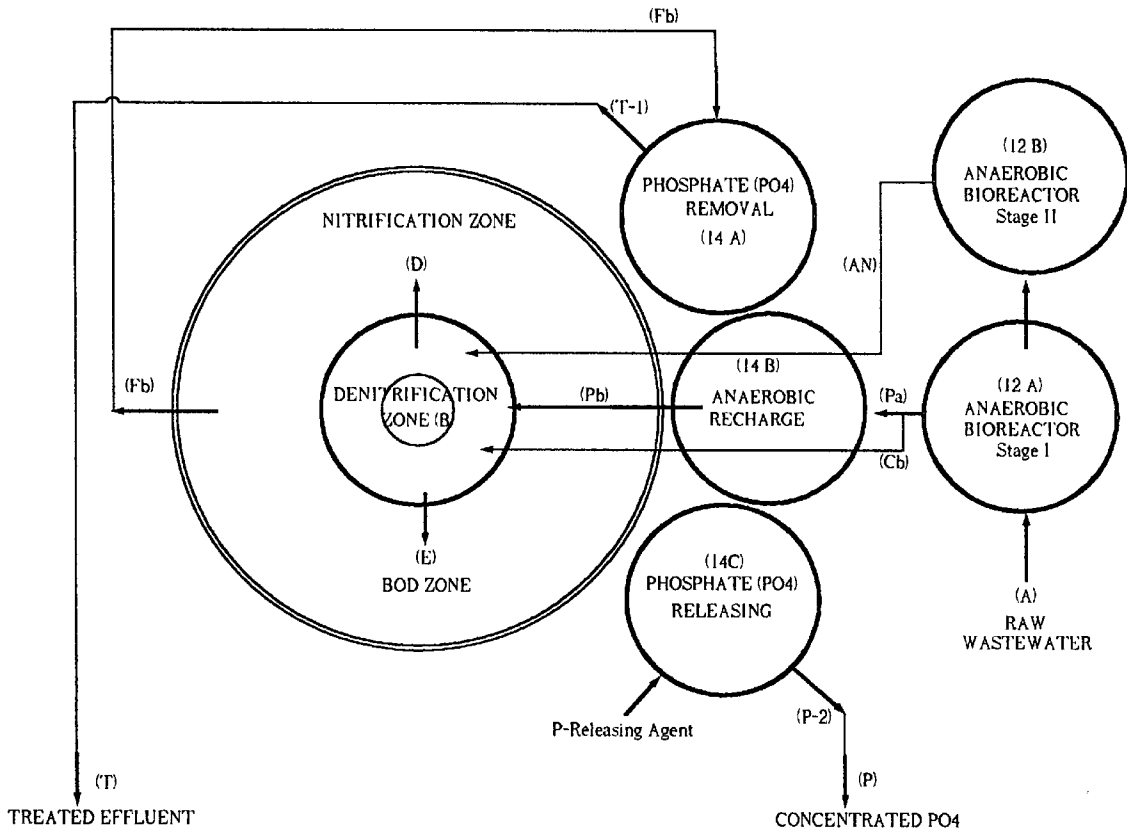 (Fb)
(T-1)
PHOSPHATE (PO4)
REMOVAL
(14 A)
(12 B)
ANAEROBIC
BIOREACTOR
Stage II
NITRIFICATION ZONE
(D)
(AN)
(14 B)
ANAEROBIC
RECHARGE
(12 A)
ANAEROBIC
BIOREACTOR
Stage I
(Fb)
DENITRIFICATION
ZONE (B
(Pb)
(Pa)
(Cb)
(E)
BOD ZONE
(14C)
PHOSPHATE (PO4)
RELEASING
(A)
RAW
WASTEWATER
P-Releasing Agent
(P-2)
(T)
TREATED EFFLUENT
(P)
CONCENTRATED PO4